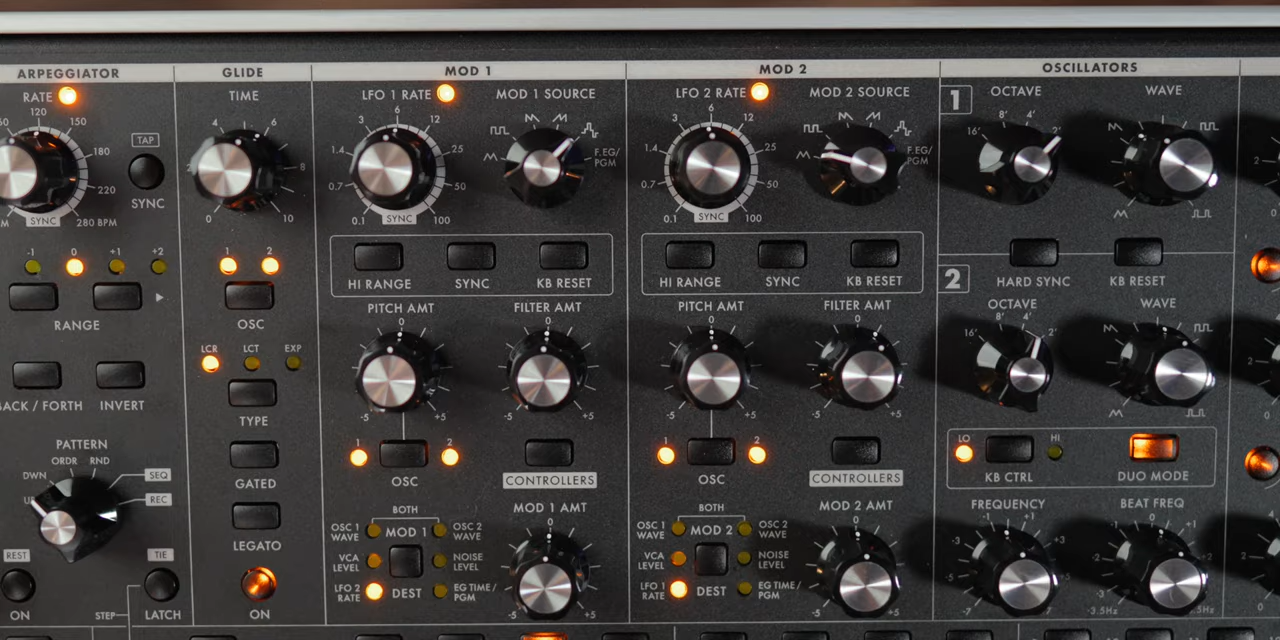 ARPEGGIATOR
RATE
120
60
150
180
220
280 BPM
SYNC
TAP
SYNC
-1 0 +1 +2
RANGE
BACK / FORTH INVERT
PATTERN
ORDR RND
DWN
SEQ
REC
REST
TIE
ON
LATCH
STEP
GLIDE
TIME
4 6
8
0 10
1 2
OSC
LCR LCT EXP
TYPE
GATED
LEGATO
ON
MOD 1
LFO 1 RATE
6
3 12
1.4 25
0.7 50
0.1 100
SYNC
MOD 1 SOURCE
F.EG/
PGM
HI RANGE SYNC KB RESET
PITCH AMT
0
-5 +5
FILTER AMT
0
-5 +5
1 2
OSC
CONTROLLERS
BOTH
OSC 1
WAVE
MOD 1
OSC 2
WAVE
VCA
LEVEL
NOISE
LEVEL
LFO 2
RATE
DEST
EG TIME/
PGM
MOD 1 AMT
0
-5 +5
MOD 2
LFO 2 RATE
6
3 12
1.4 25
0.7 50
0.1 100
SYNC
MOD 2 SOURCE
F.EG/
PGM
HI RANGE SYNC KB RESET
PITCH AMT
0
-5 +5
FILTER AMT
0
-5 +5
1 2
OSC
CONTROLLERS
BOTH
OSC 1
WAVE
MOD 2
OSC 2
WAVE
VCA
LEVEL
NOISE
LEVEL
LFO 1
RATE
DEST
EG TIME/
PGM
MOD 2 AMT
0
-5 +5
OSCILLATORS
1
OCTAVE
16' 8' 4' 2'
WAVE
HARD SYNC KB RESET
2
OCTAVE
16' 8' 4' 2'
WAVE
LO HI
KB CTRL
DUO MODE
FREQUENCY
-1 +1
-3 +3
-5 +5
-7
BEAT FREQ
0
-3.5Hz .5Hz
2
0
2
0
2
0